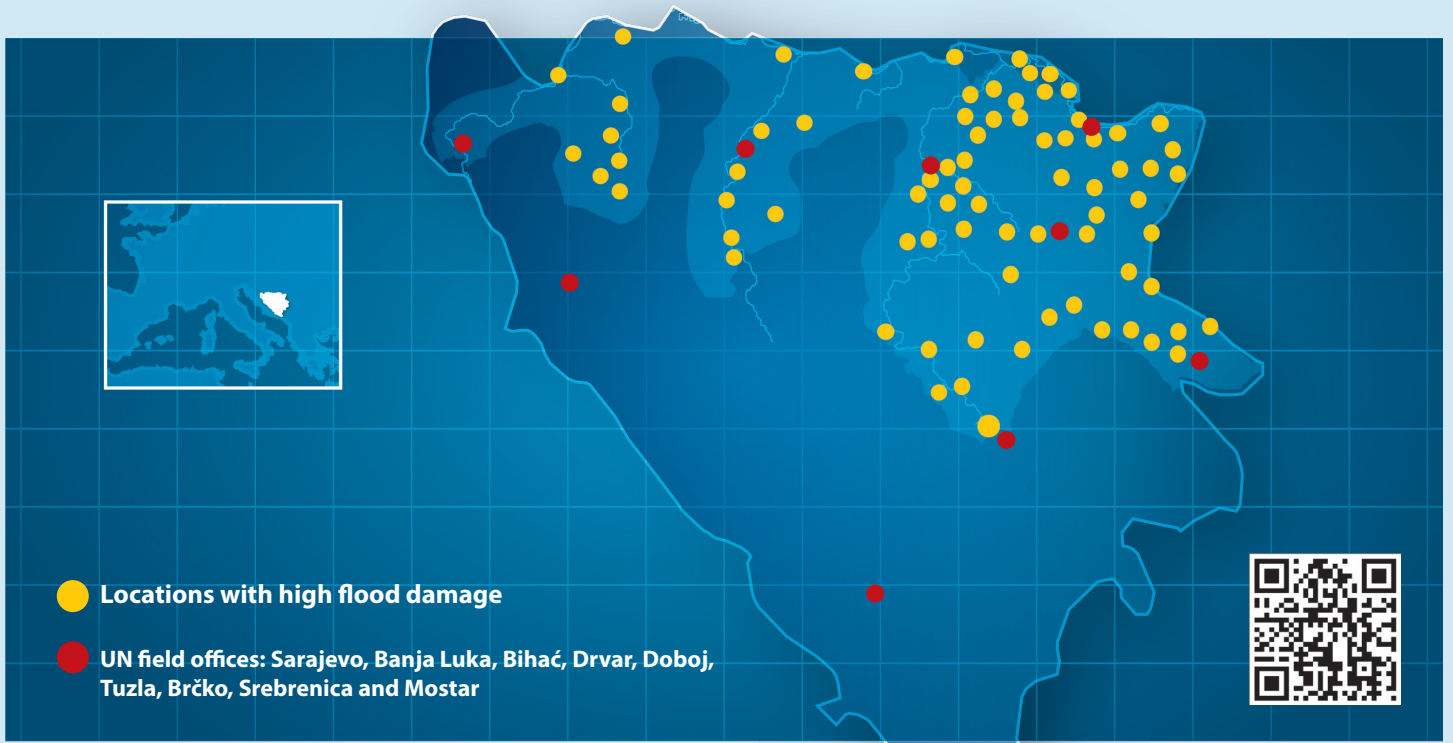 Locations with high flood damage
UN field offices: Sarajevo, Banja Luka, Bihać, Drvar, Doboj,
Tuzla, Brčko, Srebrenica and Mostar